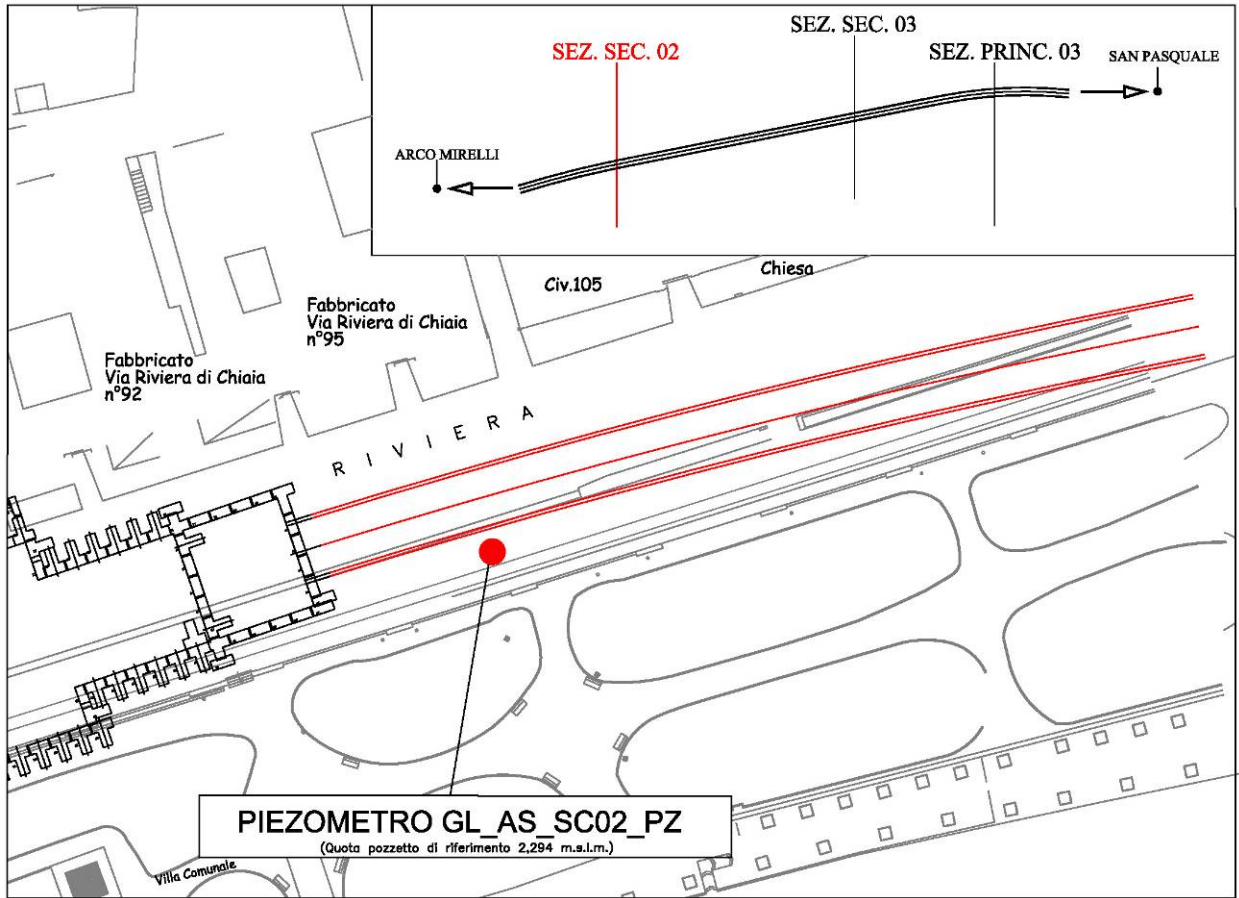 SEZ. SEC. 02
SEZ. SEC. 03
SEZ. PRINC. 03
SAN PASQUALE
ARCO MIRELLI
Civ.105
Chiesa
Fabbricato
Via Riviera di Chiaia
n°95
Fabbricato
Via Riviera di Chiaia
n°92
RIVIERA
PIEZOMETRO GL_AS_SC02_PZ
(Quota pozzetto di riferimento 2,294 m.s.l.m.)
Villa Comunale